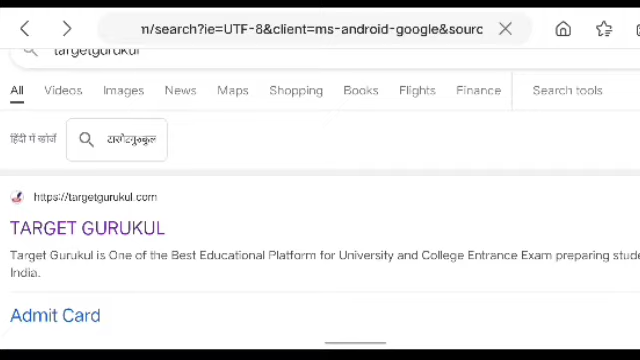 m/search?ie=UTF-8&client=ms-android-google&sourc
targetgurukul
All Videos Images News Maps Shopping Books Flights Finance Search tools
हिंदी में खोजें टारगेटगुरुकुल
https://targetgurukul.com
TARGET GURUKUL
Target Gurukul is One of the Best Educational Platform for University and College Entrance Exam preparing stude
India.
Admit Card